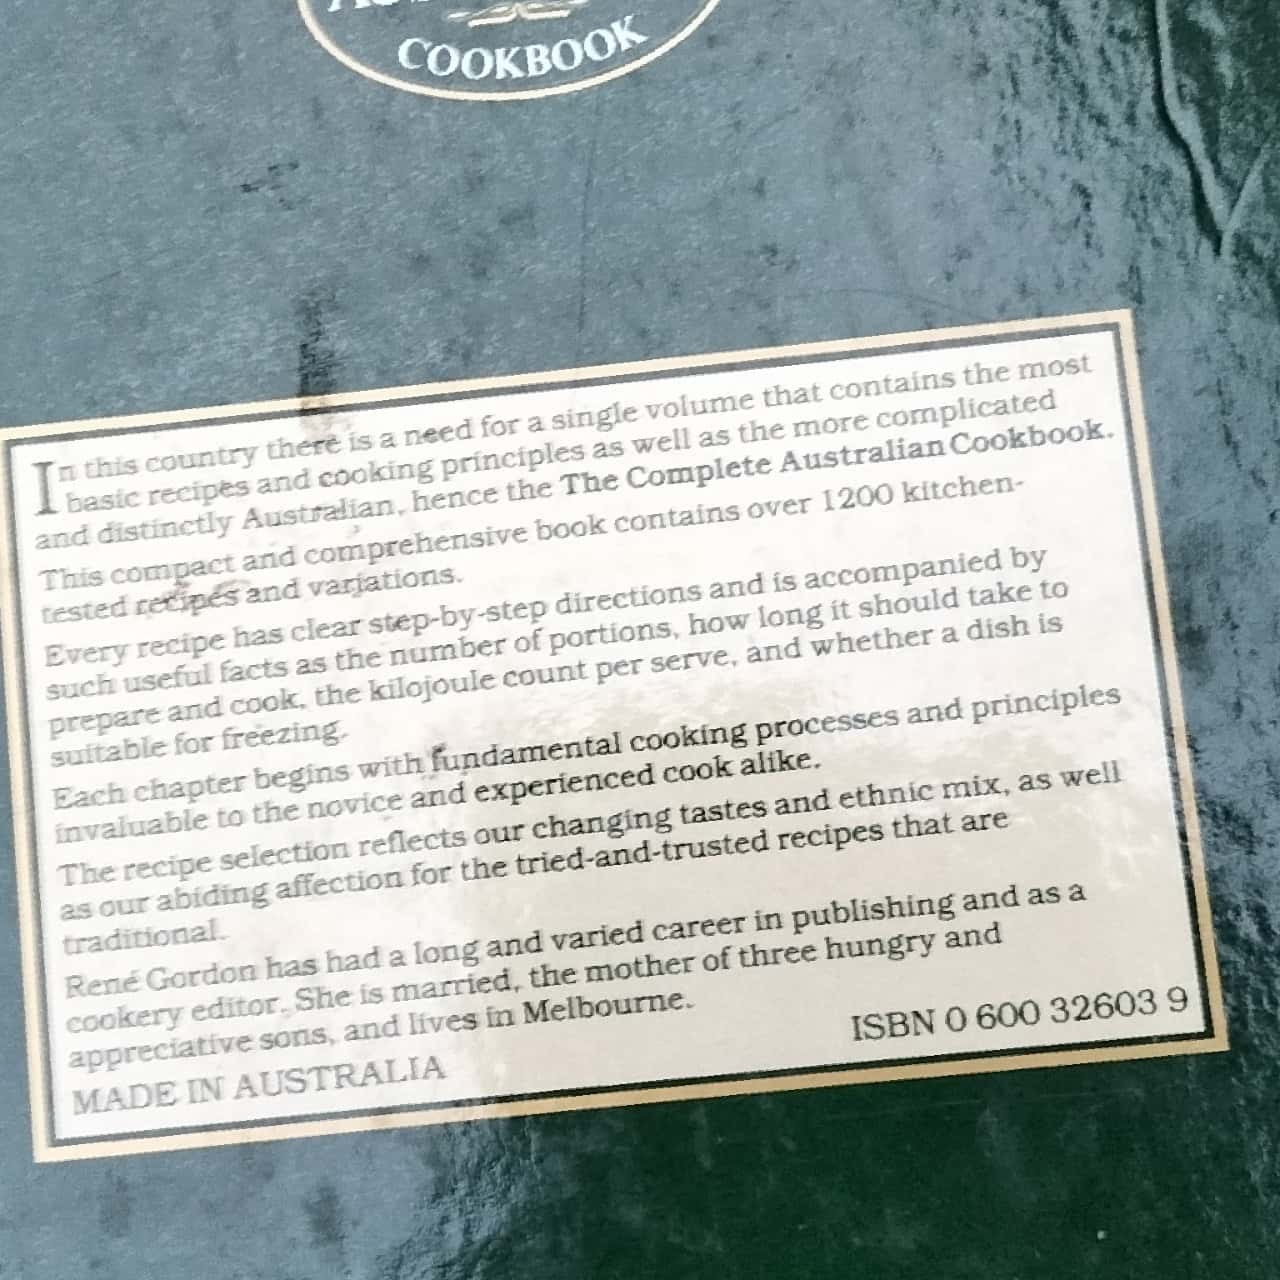 COOKBOOK
In this country there is a need for a single volume that contains the most
basic recipes and cooking principles as well as the more complicated
and distinctly Australian, hence the The Complete Australian Cookbook.
This compact and comprehensive book contains over 1200 kitchen-
tested recipes and variations.
Every recipe has clear step-by-step directions and is accompanied by
such useful facts as the number of portions, how long it should take to
prepare and cook, the kilojoule count per serve, and whether a dish is
suitable for freezing.
Each chapter begins with fundamental cooking processes and principles
invaluable to the novice and experienced cook alike.
The recipe selection reflects our changing tastes and ethnic mix, as well
as our abiding affection for the tried-and-trusted recipes that are
traditional.
René Gordon has had a long and varied career in publishing and as a
cookery editor. She is married, the mother of three hungry and
appreciative sons, and lives in Melbourne.
MADE IN AUSTRALIA
ISBN 0 600 32603 9